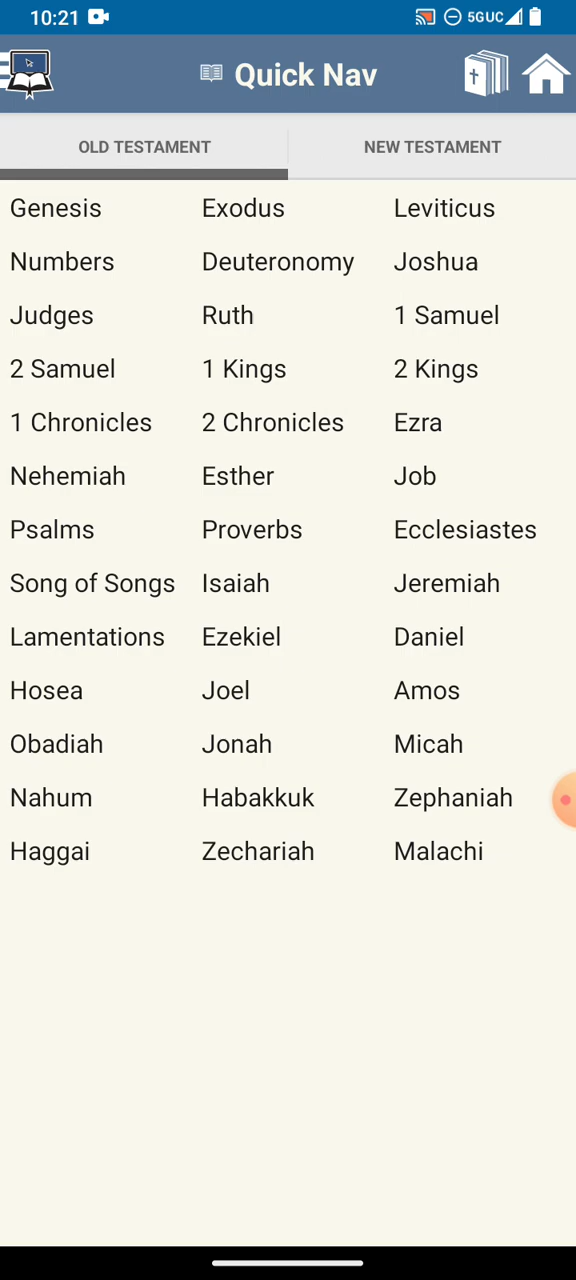 10:21 5GUC
Quick Nav
OLD TESTAMENT NEW TESTAMENT
Genesis Exodus Leviticus
Numbers Deuteronomy Joshua
Judges Ruth 1 Samuel
2 Samuel 1 Kings 2 Kings
1 Chronicles 2 Chronicles Ezra
Nehemiah Esther Job
Psalms Proverbs Ecclesiastes
Song of Songs Isaiah Jeremiah
Lamentations Ezekiel Daniel
Hosea Joel Amos
Obadiah Jonah Micah
Nahum Habakkuk Zephaniah
Haggai Zechariah Malachi